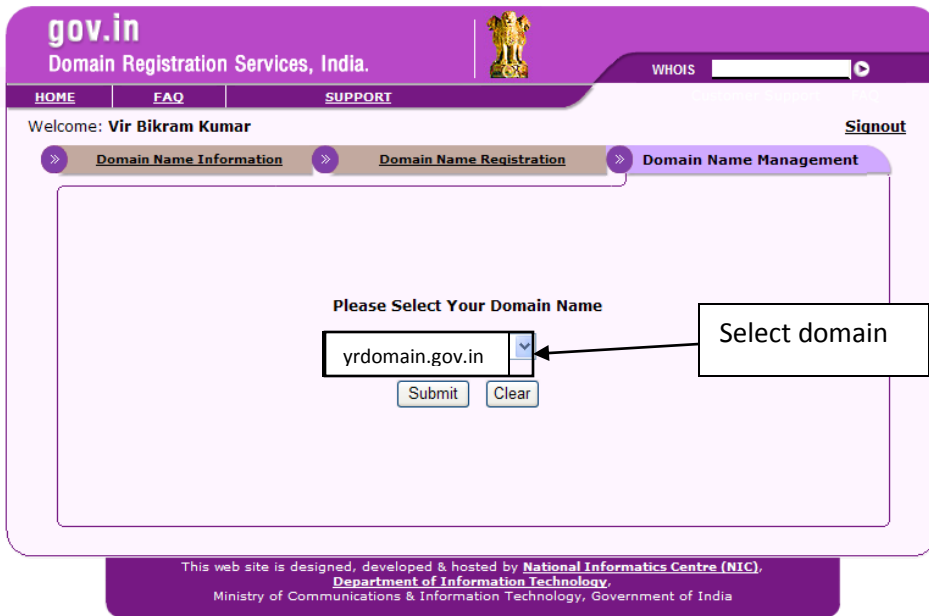 gov.in
Domain Registration Services, India.
WHOIS
HOME FAQ SUPPORT
Customer Support FAQ
Welcome: Vir Bikram Kumar Signout
Domain Name Information Domain Name Registration Domain Name Management
Please Select Your Domain Name
yrdomain.gov.in
Select domain
Submit Clear
This web site is designed, developed & hosted by National Informatics Centre (NIC),
Department of Information Technology,
Ministry of Communications & Information Technology, Government of India